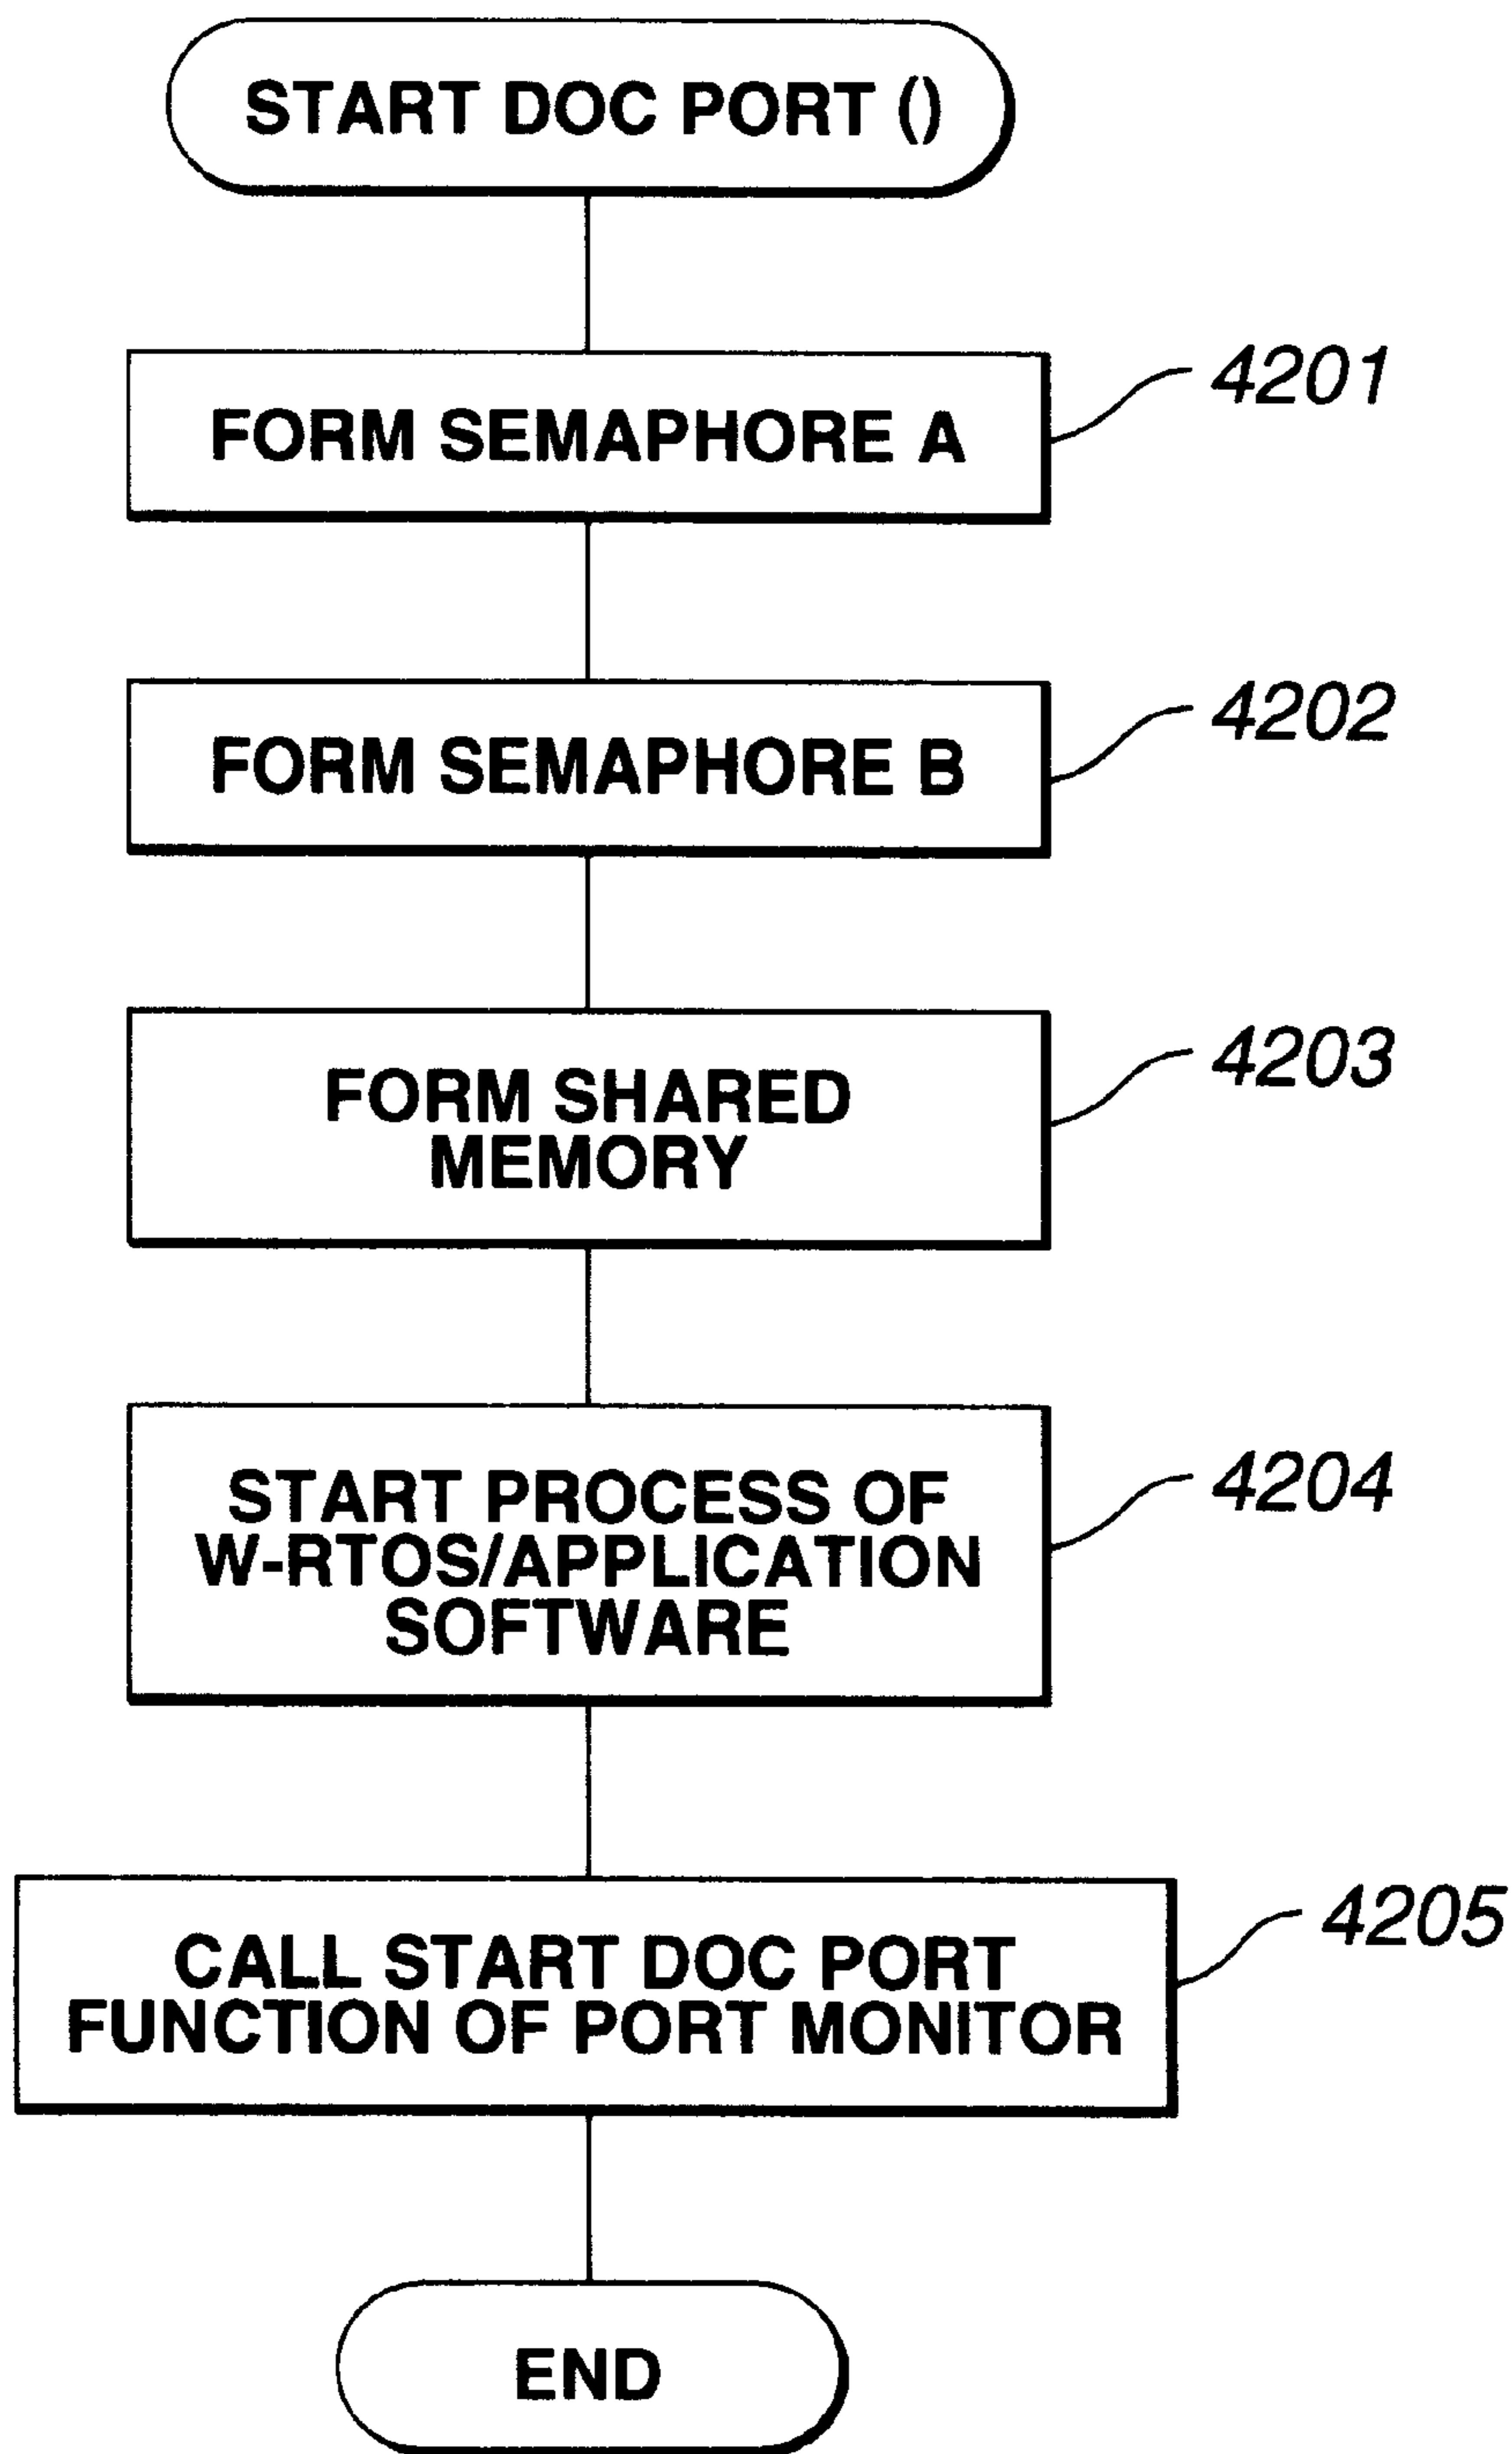 START DOC PORT ()
FORM SEMAPHORE A
4201
FORM SEMAPHORE B
4202
FORM SHARED
MEMORY
4203
START PROCESS OF
W-RTOS/APPLICATION
SOFTWARE
4204
CALL START DOC PORT
FUNCTION OF PORT MONITOR
4205
END